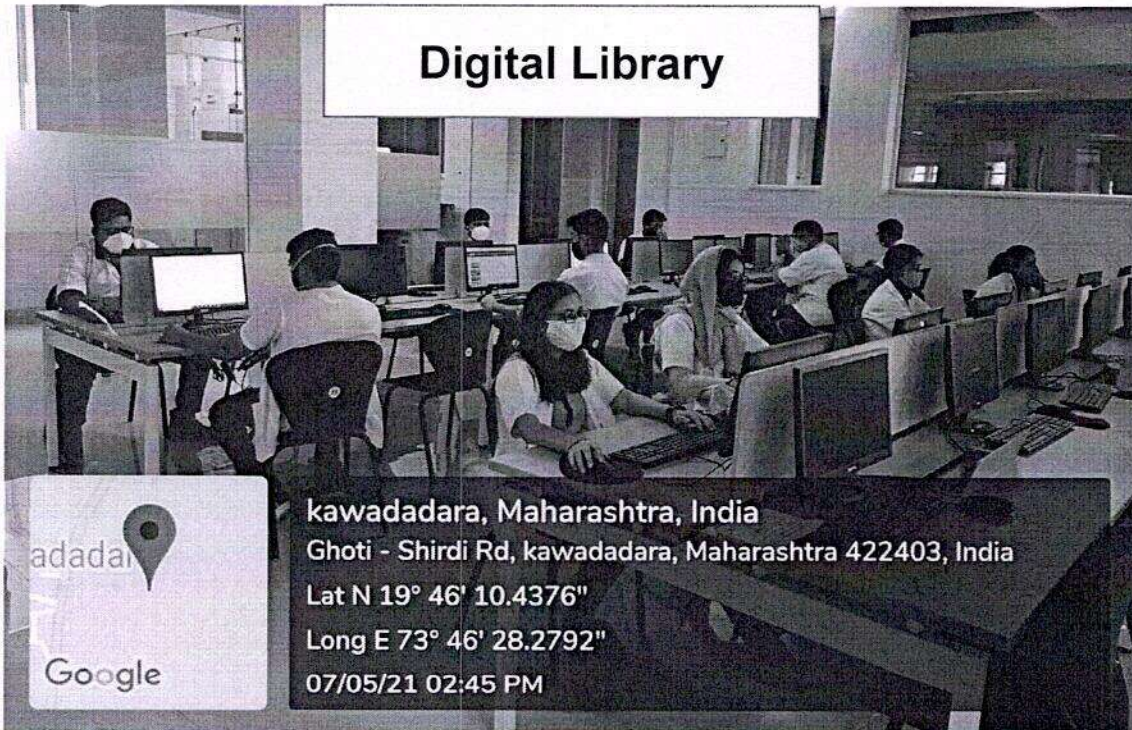 Digital Library
adadar
Google
kawadadara, Maharashtra, India
Ghoti - Shirdi Rd, kawadadara, Maharashtra 422403, India
Lat N 19° 46' 10.4376"
Long E 73° 46' 28.2792"
07/05/21 02:45 PM